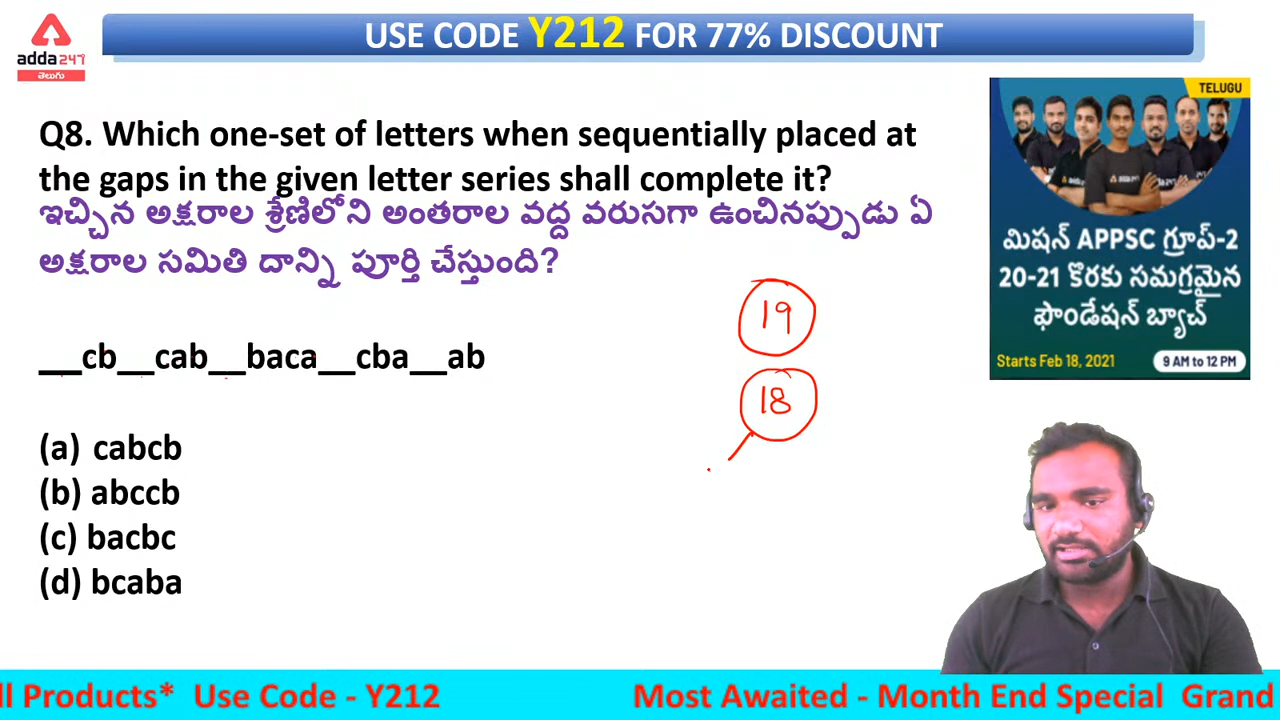 USE CODE Y212 FOR 77% DISCOUNT
adda247
తెలుగు
TELUGU
Q8. Which one-set of letters when sequentially placed at
the gaps in the given letter series shall complete it?
ఇచ్చిన అక్షరాల శ్రేణిలోని అంతరాల వద్ద వరుసగా ఉంచినప్పుడు ఏ
అక్షరాల సమితి దాన్ని పూర్తి చేస్తుంది?
మిషన్ APPSC గ్రూప్-2
20-21 కొరకు సమగ్రమైన
ఫౌండేషన్ బ్యాచ్
Starts Feb 18, 2021
9 AM to 12 PM
19
18
__cb__cab__baca__cba__ab
(a) cabcb
(b) abccb
(c) bacbc
(d) bcaba
ll Products* Use Code - Y212 Most Awaited - Month End Special Grand